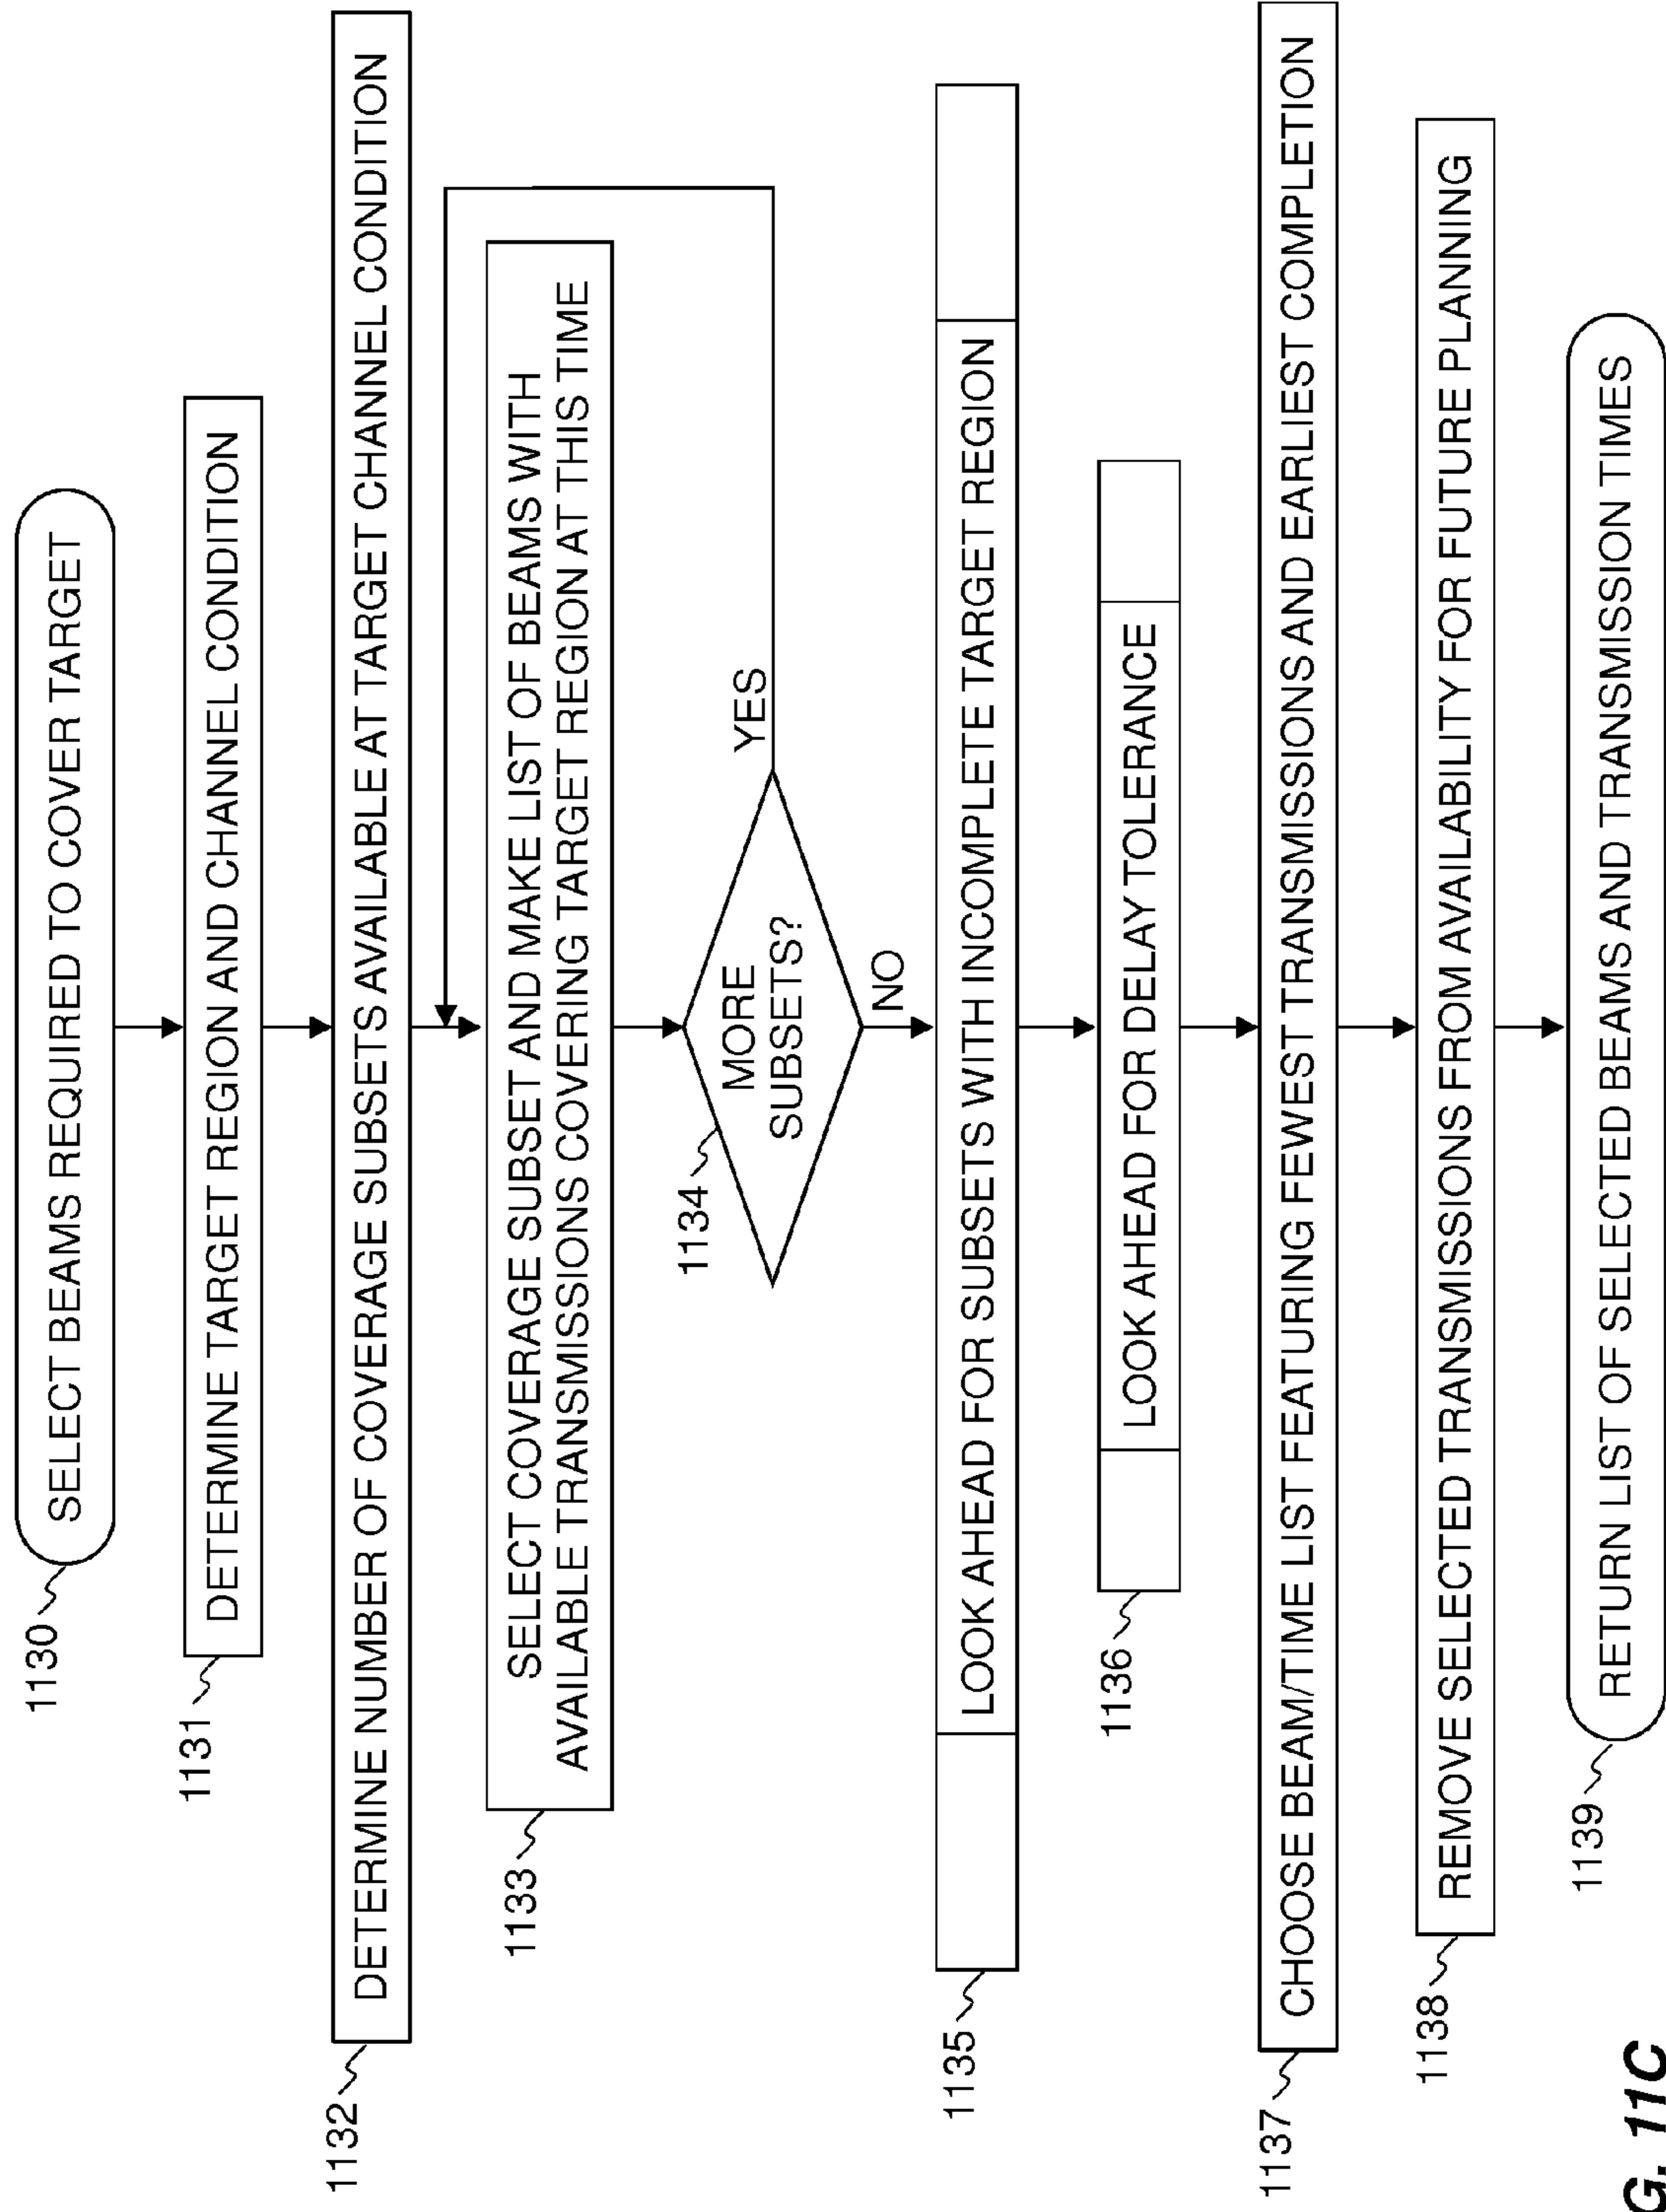 1130
SELECT BEAMS REQUIRED TO COVER TARGET
1131
DETERMINE TARGET REGION AND CHANNEL CONDITION
1132
DETERMINE NUMBER OF COVERAGE SUBSETS AVAILABLE AT TARGET CHANNEL CONDITION
1133
SELECT COVERAGE SUBSET AND MAKE LIST OF BEAMS WITH
AVAILABLE TRANSMISSIONS COVERING TARGET REGION AT THIS TIME
1134
MORE
SUBSETS?
YES
NO
1135
LOOK AHEAD FOR SUBSETS WITH INCOMPLETE TARGET REGION
1136
LOOK AHEAD FOR DELAY TOLERANCE
1137
CHOOSE BEAM/TIME LIST FEATURING FEWEST TRANSMISSIONS AND EARLIEST COMPLETION
1138
REMOVE SELECTED TRANSMISSIONS FROM AVAILABILITY FOR FUTURE PLANNING
1139
RETURN LIST OF SELECTED BEAMS AND TRANSMISSION TIMES
G. 11C